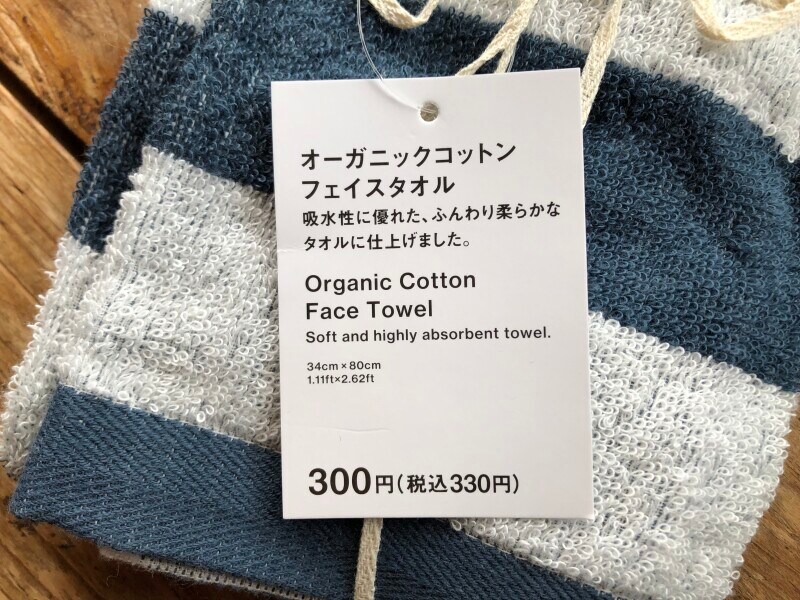 オーガニックコットン
フェイスタオル
吸水性に優れた、ふんわり柔らかな
タオルに仕上げました。
Organic Cotton
Face Towel
Soft and highly absorbent towel.
34cm×80cm
1.11ft×2.62ft
300円(税込330円)